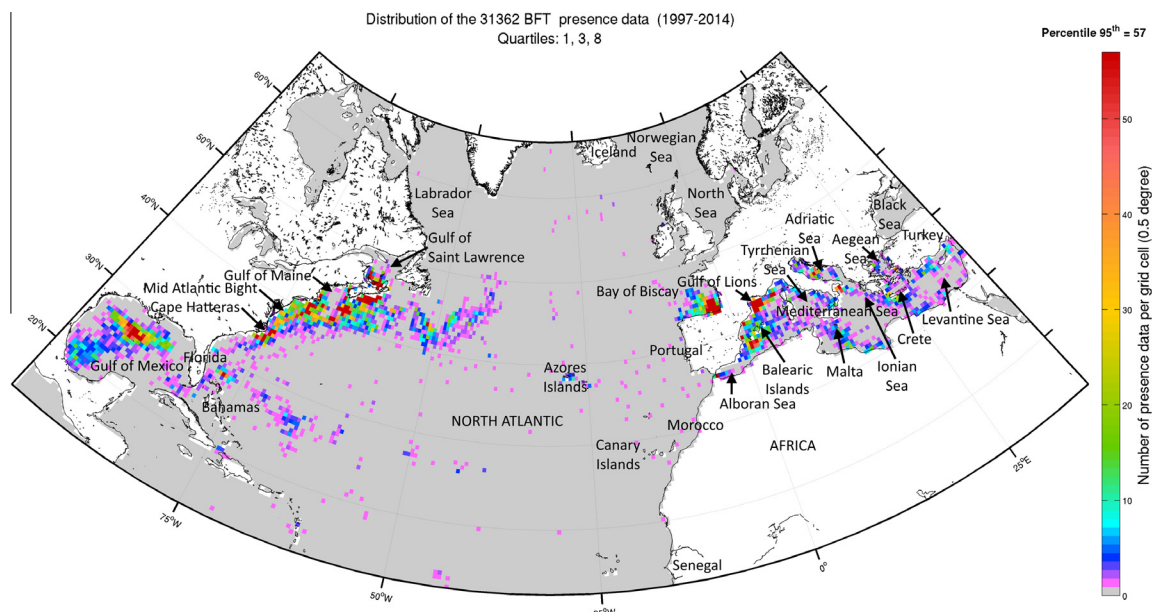 Distribution of the 31362 BFT presence data (1997-2014)
Quartiles: 1, 3, 8
Percentile 95th = 57
60°N
50°N
40°N
30°N
20°N
75°W
50°W
25°W
0°
25°E
Iceland
Norwegian
Sea
Labrador
Sea
North
Sea
Black
Sea
Adriatic
Sea
Aegean
Sea
Turkey
Gulf of
Saint Lawrence
Tyrrhenian
Sea
Gulf of Maine
Mid Atlantic Bight
Cape Hatteras
Bay of Biscay
Gulf of Lions
Mediterranean Sea
Levantine Sea
Crete
Florida
Gulf of Mexico
Portugal
Azores
Islands
Balearic
Islands
Malta
Ionian
Sea
Alboran Sea
Bahamas
NORTH ATLANTIC
Morocco
Canary
Islands
AFRICA
Senegal
Number of presence data per grid cell (0.5 degree)
50
40
30
20
10
0